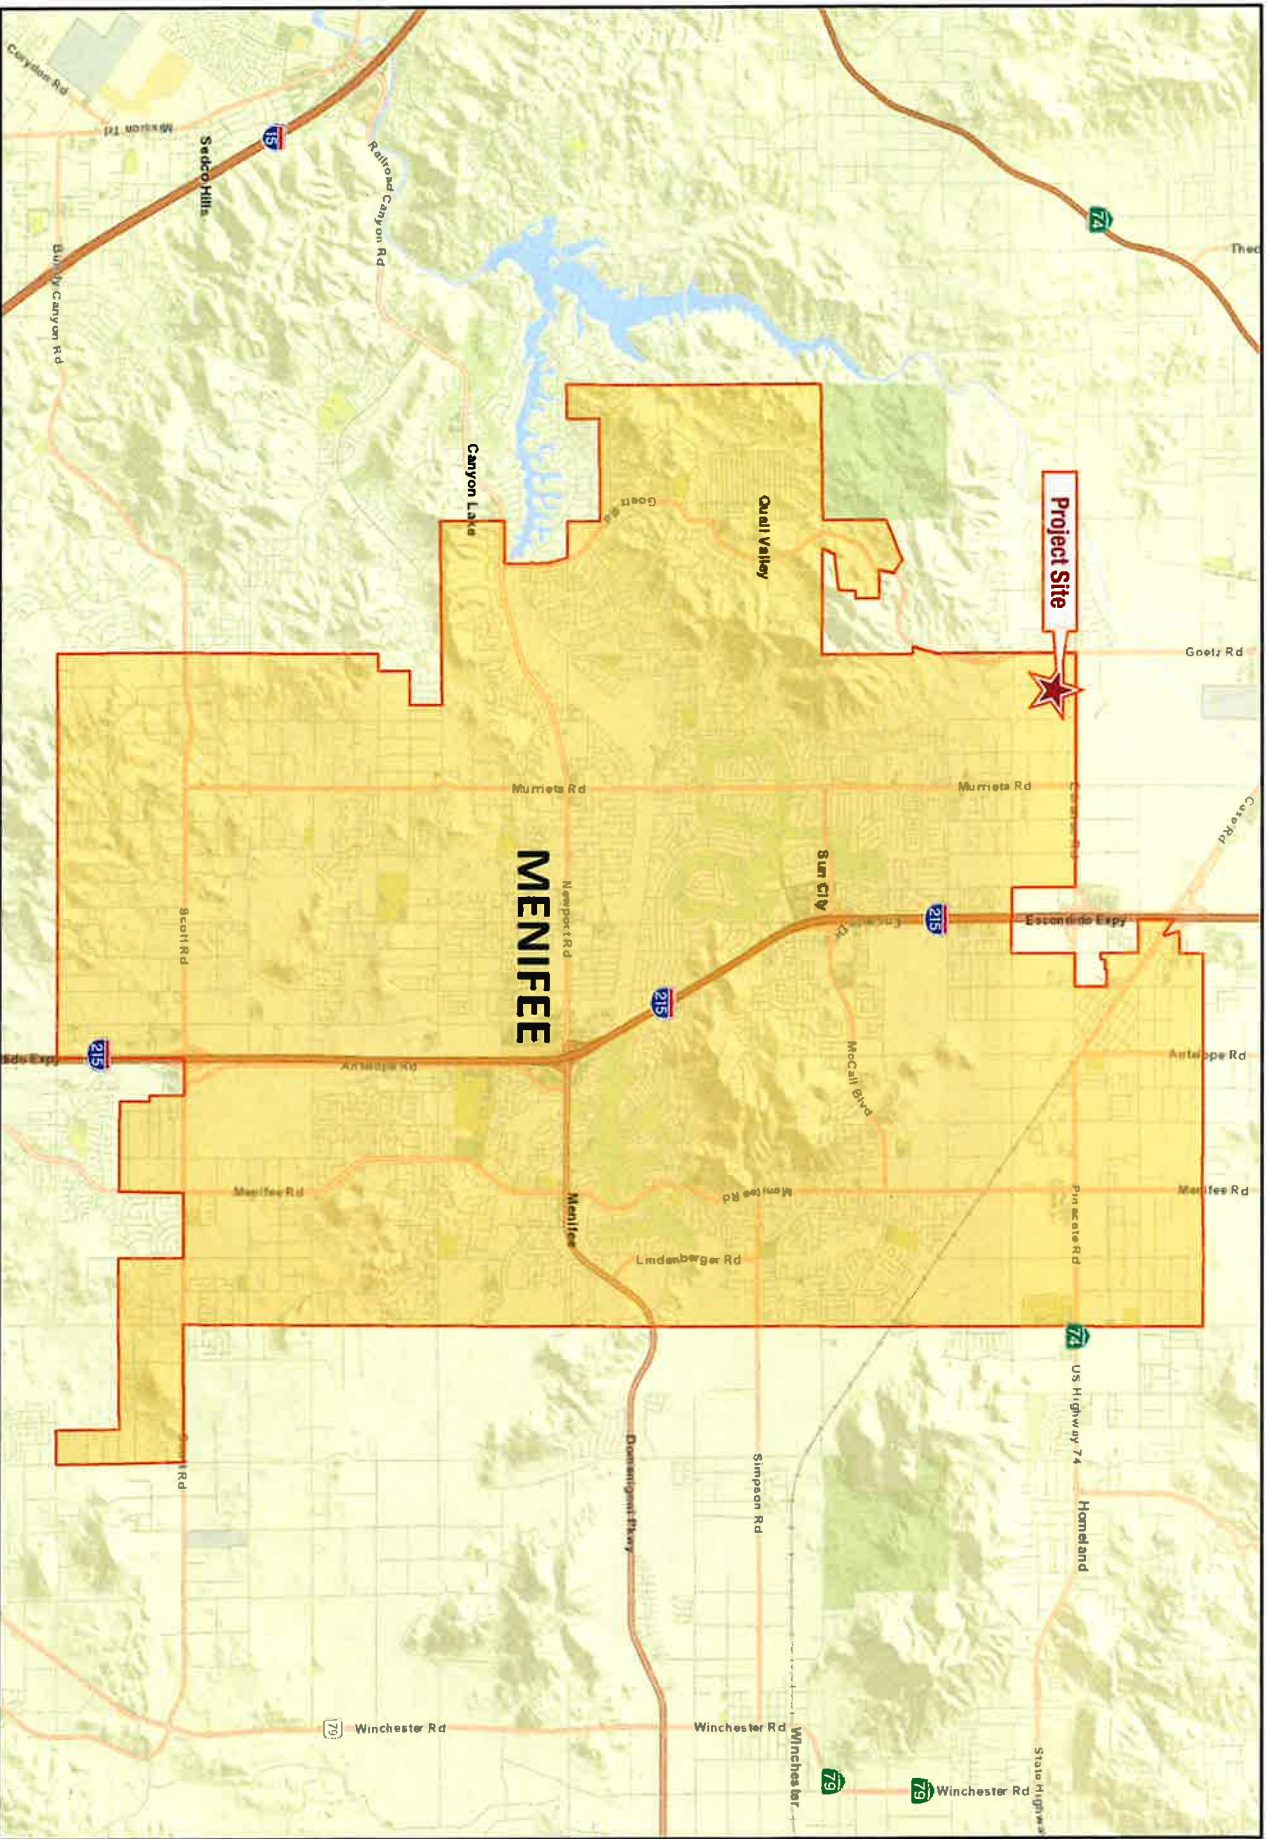 Corydon Rd
Mission Trl
Sedco Hills
15
Bundy Canyon Rd
Railroad Canyon Rd
74
Canyon Lake
Goetz Rd
Quail Valley
Project Site
Goetz Rd
Murrieta Rd
Murrieta Rd
Case Rd
Sun City
MENIFEE
Newport Rd
Scott Rd
215
Escondido Expy
215
McCall Blvd
215
Antelope Rd
Antelope Rd
Menifee Rd
Menifee Rd
Menifee Rd
Menifee
Pinacate Rd
Lindenberger Rd
74
US Highway 74
Homeland
Domenigoni Pkwy
Simpson Rd
79
Winchester Rd
Winchester Rd
Winchester
79
79
Winchester Rd